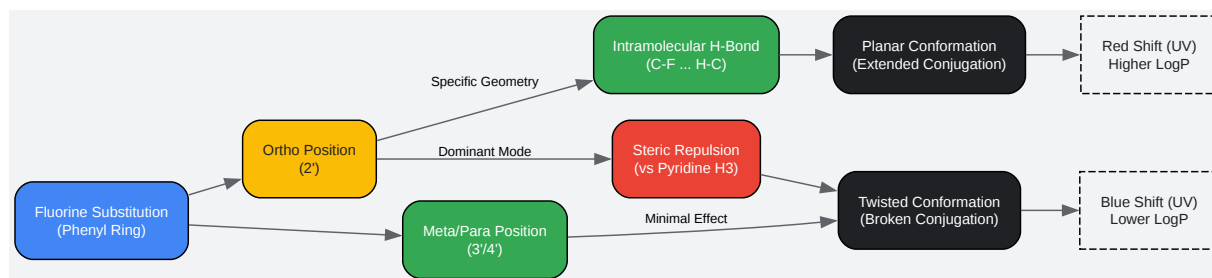 Fluorine Substitution
(Phenyl Ring)
Ortho Position
(2')
Meta/Para Position
(3'/4')
Specific Geometry
Dominant Mode
Minimal Effect
Intramolecular H-Bond
(C-F ... H-C)
Steric Repulsion
(vs Pyridine H3)
Planar Conformation
(Extended Conjugation)
Twisted Conformation
(Broken Conjugation)
Red Shift (UV)
Higher LogP
Blue Shift (UV)
Lower LogP